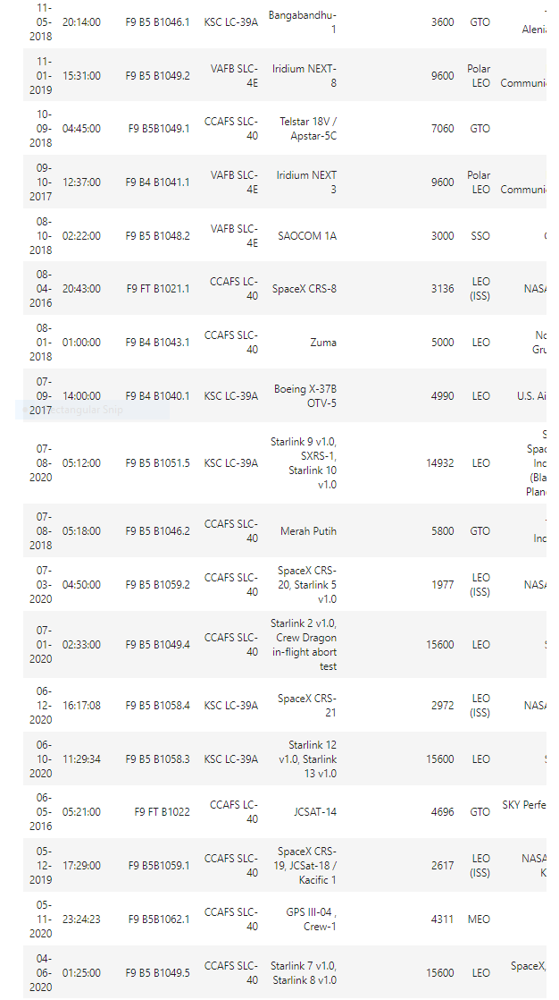 11-05-2018 20:14:00 F9 B5 B1046.1 KSC LC-39A Bangabandhu-1 3600 GTO Aleni
11-01-2019 15:31:00 F9 B5 B1049.2 VAFB SLC-4E Iridium NEXT-8 9600 Polar LEO Communi
10-09-2018 04:45:00 F9 B5B1049.1 CCAFS SLC-40 Telstar 18V / Apstar-5C 7060 GTO
09-10-2017 12:37:00 F9 B4 B1041.1 VAFB SLC-4E Iridium NEXT 3 9600 Polar LEO Communi
08-10-2018 02:22:00 F9 B5 B1048.2 VAFB SLC-4E SAOCOM 1A 3000 SSO
08-04-2016 20:43:00 F9 FT B1021.1 CCAFS LC-40 SpaceX CRS-8 3136 LEO (ISS) NASA
08-01-2018 01:00:00 F9 B4 B1043.1 CCAFS SLC-40 Zuma 5000 LEO No Gru
07-09-2017 14:00:00 F9 B4 B1040.1 KSC LC-39A Boeing X-37B OTV-5 4990 LEO U.S. Ai
Rectangular Snip
07-08-2020 05:12:00 F9 B5 B1051.5 KSC LC-39A Starlink 9 v1.0, SXRS-1, Starlink 10 v1.0 14932 LEO S Spac Inc (Bla Plan
07-08-2018 05:18:00 F9 B5 B1046.2 CCAFS SLC-40 Merah Putih 5800 GTO Inc
07-03-2020 04:50:00 F9 B5 B1059.2 CCAFS SLC-40 SpaceX CRS-20, Starlink 5 v1.0 1977 LEO (ISS) NASA
07-01-2020 02:33:00 F9 B5 B1049.4 CCAFS SLC-40 Starlink 2 v1.0, Crew Dragon in-flight abort test 15600 LEO
06-12-2020 16:17:08 F9 B5 B1058.4 KSC LC-39A SpaceX CRS-21 2972 LEO (ISS) NASA
06-10-2020 11:29:34 F9 B5 B1058.3 KSC LC-39A Starlink 12 v1.0, Starlink 13 v1.0 15600 LEO
06-05-2016 05:21:00 F9 FT B1022 CCAFS LC-40 JCSAT-14 4696 GTO SKY Perfe
05-12-2019 17:29:00 F9 B5B1059.1 CCAFS SLC-40 SpaceX CRS-19, JCSat-18 / Kacific 1 2617 LEO (ISS) NASA K
05-11-2020 23:24:23 F9 B5B1062.1 CCAFS SLC-40 GPS III-04 , Crew-1 4311 MEO
04-06-2020 01:25:00 F9 B5 B1049.5 CCAFS SLC-40 Starlink 7 v1.0, Starlink 8 v1.0 15600 LEO SpaceX,